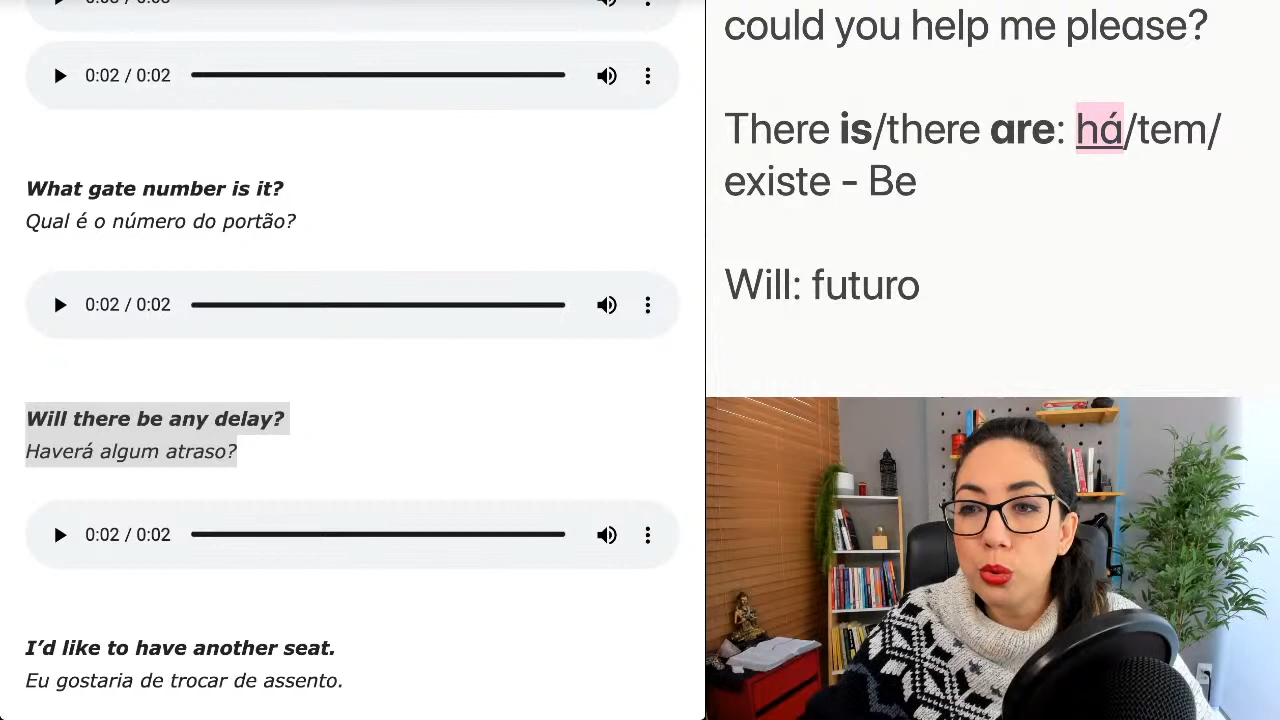 0:02 / 0:02
What gate number is it?
Qual é o número do portão?
0:02 / 0:02
Will there be any delay?
Haverá algum atraso?
0:02 / 0:02
I’d like to have another seat.
Eu gostaria de trocar de assento.
could you help me please?
There is/there are: há/tem/
existe - Be
Will: futuro